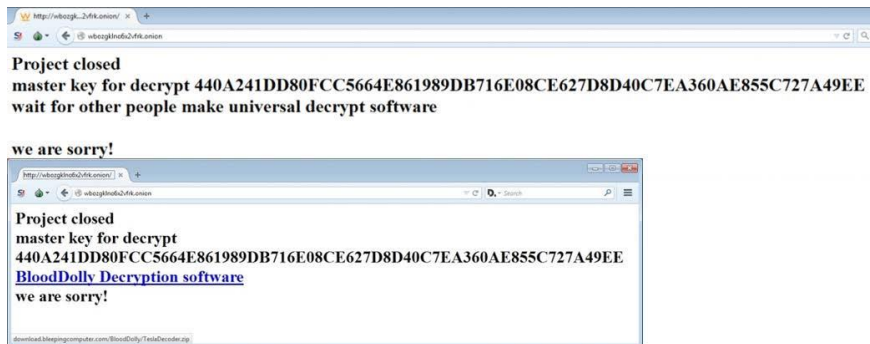 http://wbozgk...2vfrk.onion/
wbozgklno6x2vfrk.onion
Project closed
master key for decrypt 440A241DD80FCC5664E861989DB716E08CE627D8D40C7EA360AE855C727A49EE
wait for other people make universal decrypt software
we are sorry!
http://wbozgklno6x2vfrk.onion/
wbozgklno6x2vfrk.onion Search
Project closed
master key for decrypt
440A241DD80FCC5664E861989DB716E08CE627D8D40C7EA360AE855C727A49EE
BloodDolly Decryption software
we are sorry!
download.bleepingcomputer.com/BloodDolly/TeslaDecoder.zip